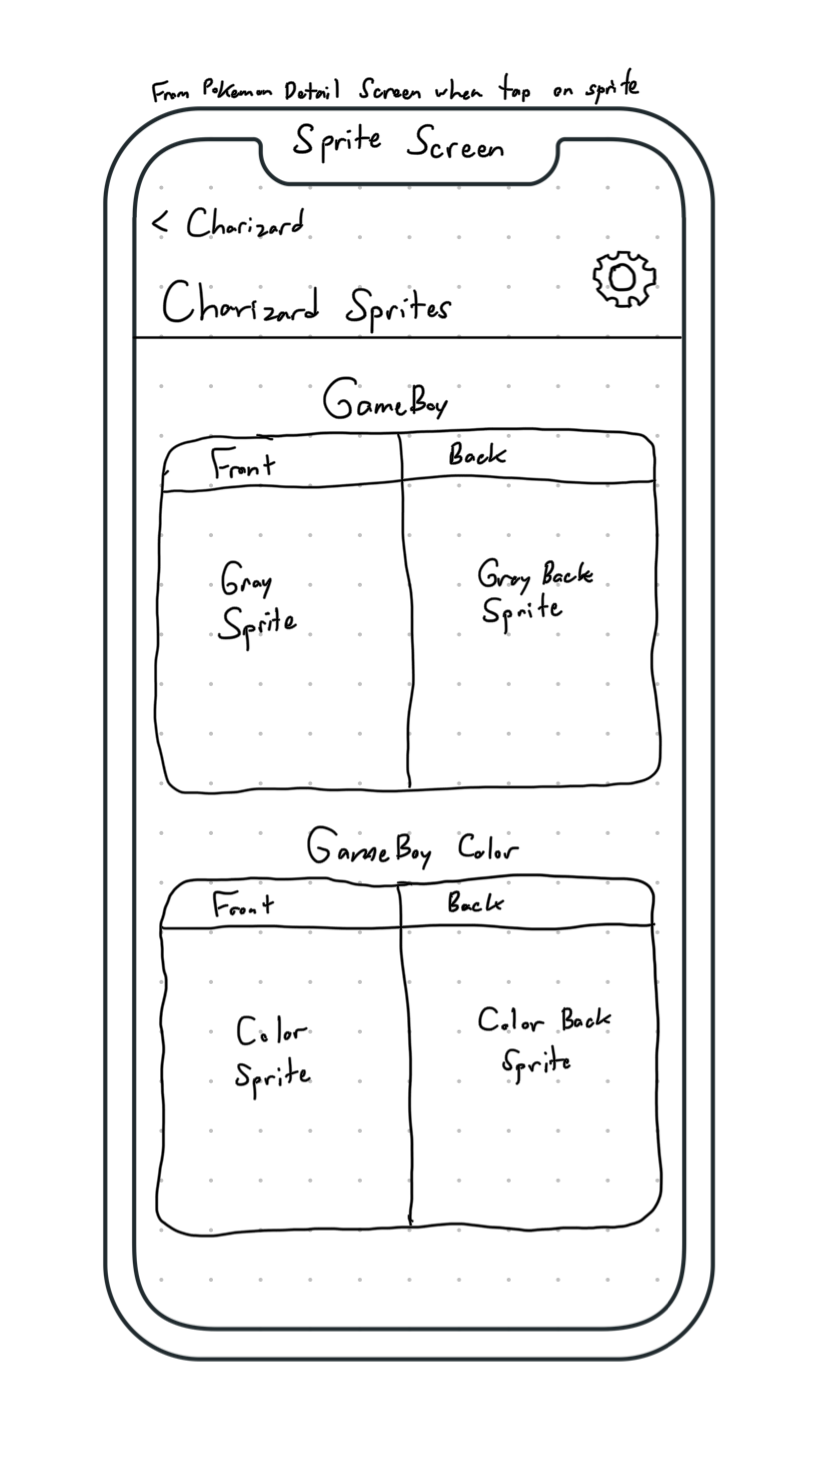 From Pokemon Detail Screen when tap on sprite
Sprite Screen
< Charizard
Charizard Sprites
GameBoy
Front Back
Gray
Sprite
Gray Back
Sprite
GameBoy Color
Front Back
Color
Sprite
Color Back
Sprite